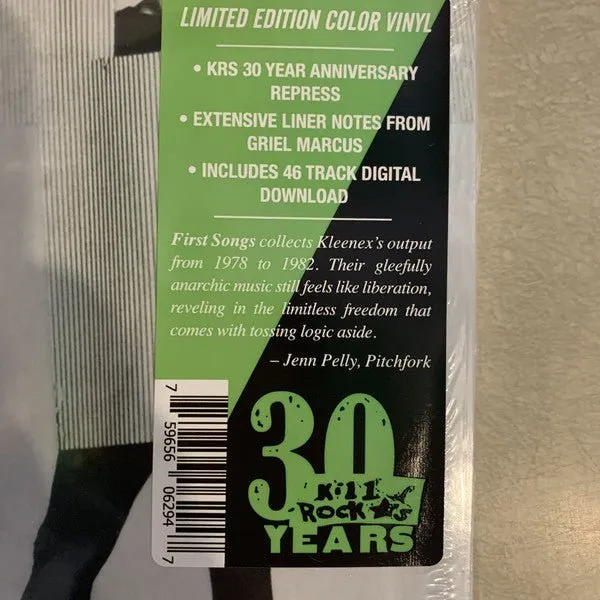 LIMITED EDITION COLOR VINYL
• KRS 30 YEAR ANNIVERSARY
REPRESS
• EXTENSIVE LINER NOTES FROM
GRIEL MARCUS
• INCLUDES 46 TRACK DIGITAL
DOWNLOAD
First Songs collects Kleenex's output
from 1978 to 1982. Their gleefully
anarchic music still feels like liberation,
reveling in the limitless freedom that
comes with tossing logic aside.
– Jenn Pelly, Pitchfork
7 59656 06294 7
30
Kill
ROCK
YEARS